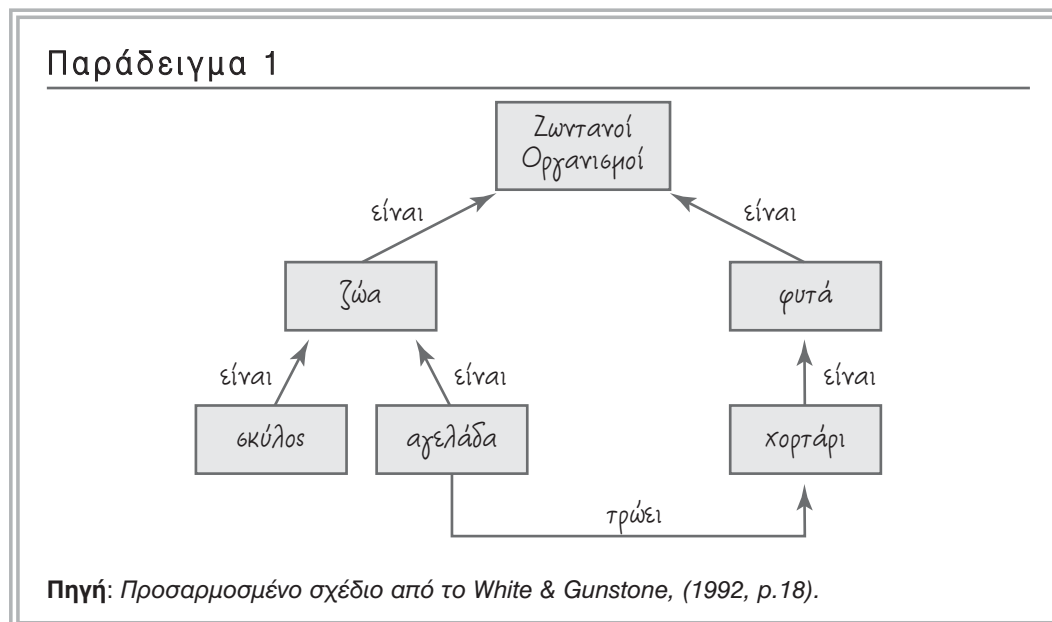 Παράδειγμα 1
Ζωντανοί
Οργανισμοί
είναι
είναι
ζώα
φυτά
είναι
είναι
είναι
σκύλος
αγελάδα
χορτάρι
τρώει
Πηγή: Προσαρμοσμένο σχέδιο από το White & Gunstone, (1992, p.18).